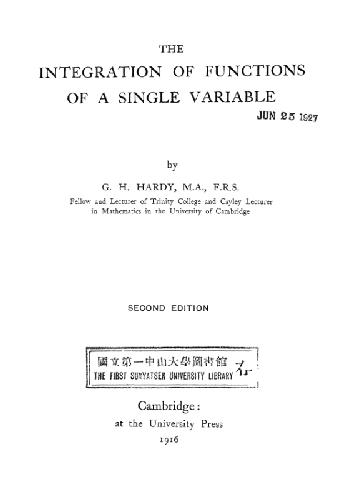 THE
INTEGRATION OF FUNCTIONS
OF A SINGLE VARIABLE
JUN 25 1927
by
G. H. HARDY, M.A., F.R.S.
Fellow and Lecturer of Trinity College and Cayley Lecturer
in Mathematics in the University of Cambridge
SECOND EDITION
國立第一中山大學圖書館
THE FIRST SUNYATSEN UNIVERSITY LIBRARY
Cambridge:
at the University Press
1916